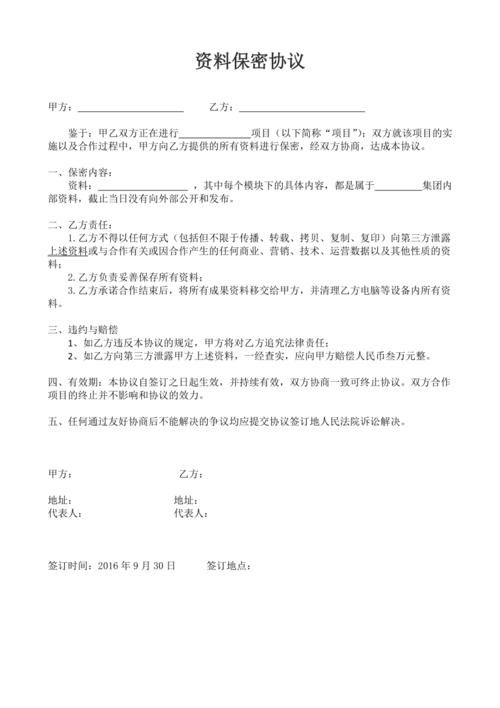 资料保密协议
甲方：____________________ 乙方：________________________
鉴于：甲乙双方正在进行______________项目（以下简称“项目”）；双方就该项目的实
施以及合作过程中，甲方向乙方提供的所有资料进行保密，经双方协商，达成本协议。
一、保密内容：
资料：_________________ ，其中每个模块下的具体内容，都是属于_________集团内
部资料，截止当日没有向外部公开和发布。
二、乙方责任：
1.乙方不得以任何方式（包括但不限于传播、转载、拷贝、复制、复印）向第三方泄露
上述资料或与合作有关或因合作产生的任何商业、营销、技术、运营数据以及其他性质的资
料；
2.乙方负责妥善保存所有资料；
3.乙方承诺合作结束后，将所有成果资料移交给甲方，并清理乙方电脑等设备内所有资
料。
三、违约与赔偿
1、如乙方违反本协议的规定，甲方将对乙方追究法律责任；
2、如乙方向第三方泄露甲方上述资料，一经查实，应向甲方赔偿人民币叁万元整。
四、有效期：本协议自签订之日起生效，并持续有效，双方协商一致可终止协议。双方合作
项目的终止并不影响和协议的效力。
五、任何通过友好协商后不能解决的争议均应提交协议签订地人民法院诉讼解决。
甲方： 乙方：
地址： 地址：
代表人： 代表人：
签订时间：2016 年 9 月 30 日 签订地点：